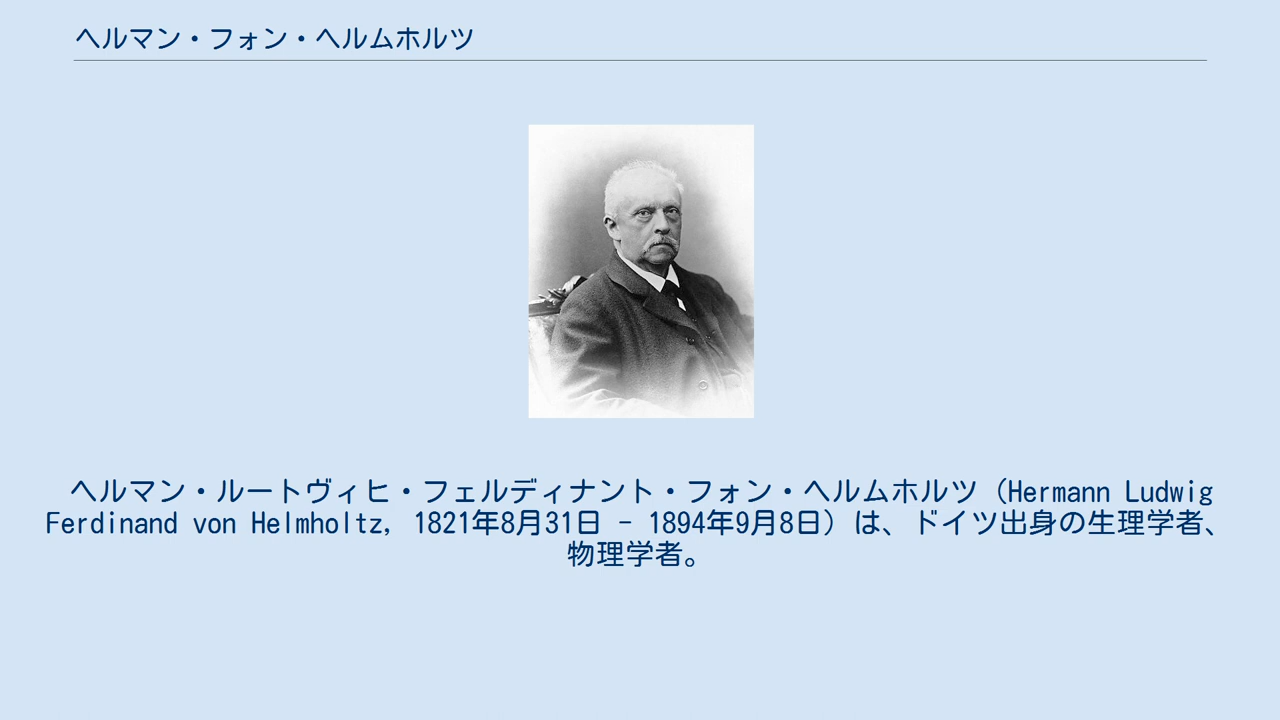 ヘルマン・フォン・ヘルムホルツ
ヘルマン・ルートヴィヒ・フェルディナント・フォン・ヘルムホルツ（Hermann Ludwig
Ferdinand von Helmholtz, 1821年8月31日 - 1894年9月8日）は、ドイツ出身の生理学者、
物理学者。